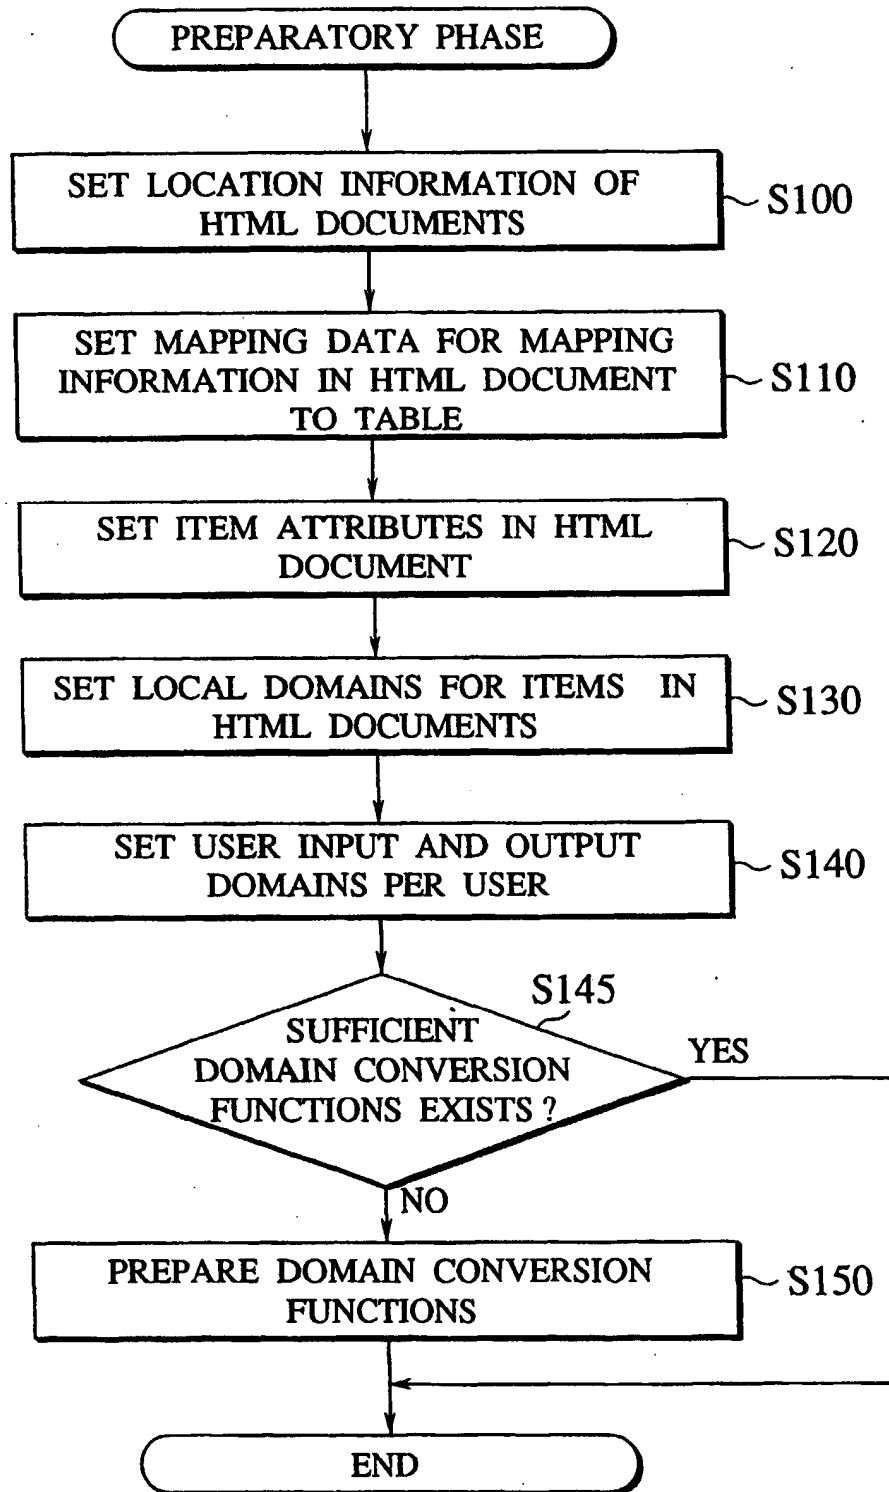 PREPARATORY PHASE
SET LOCATION INFORMATION OF
HTML DOCUMENTS
S100
SET MAPPING DATA FOR MAPPING
INFORMATION IN HTML DOCUMENT
TO TABLE
S110
SET ITEM ATTRIBUTES IN HTML
DOCUMENT
S120
SET LOCAL DOMAINS FOR ITEMS IN
HTML DOCUMENTS
S130
SET USER INPUT AND OUTPUT
DOMAINS PER USER
S140
S145
SUFFICIENT
DOMAIN CONVERSION
FUNCTIONS EXISTS?
YES
NO
PREPARE DOMAIN CONVERSION
FUNCTIONS
S150
END